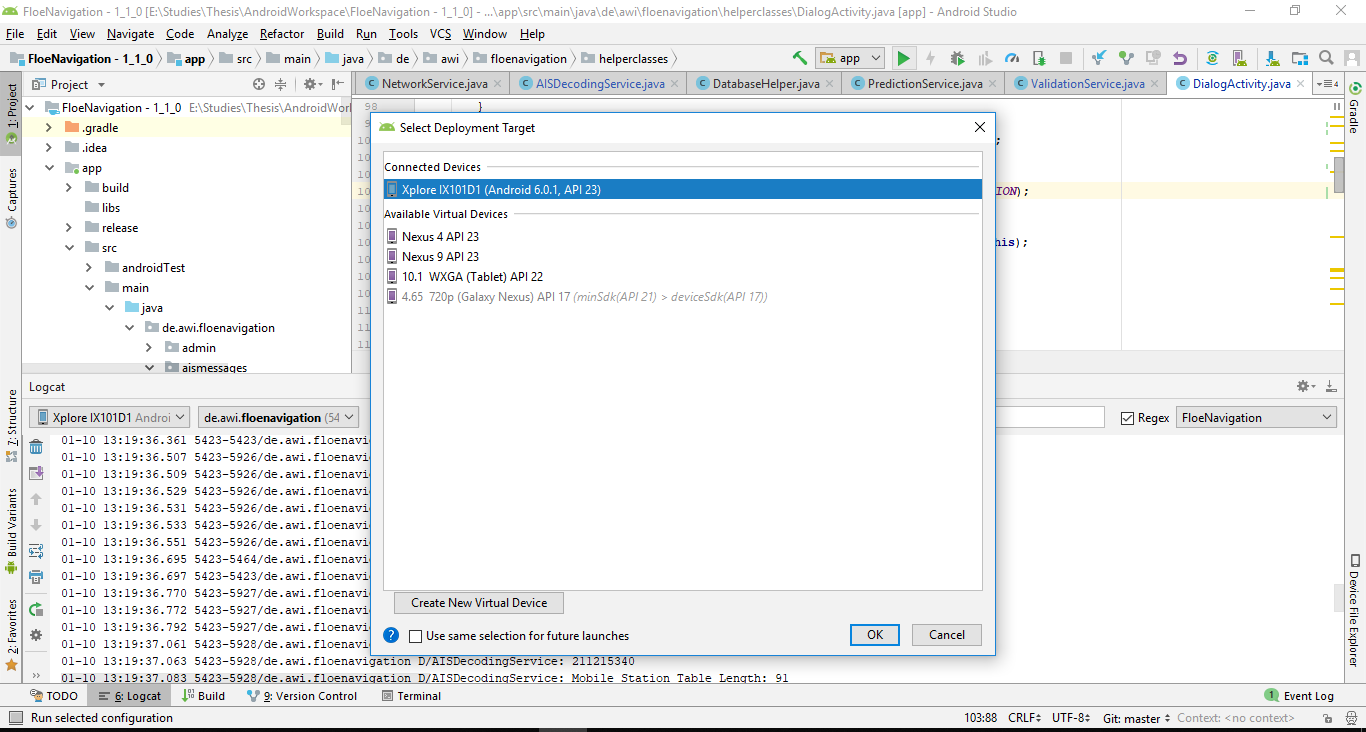 FloeNavigation - 1_1_0 [E:\Studies\Thesis\AndroidWorkspace\FloeNavigation - 1_1_0] - ...\app\src\main\java\de\awi\floenavigation\helperclasses\DialogActivity.java [app] - Android Studio
File Edit View Navigate Code Analyze Refactor Build Run Tools VCS Window Help
FloeNavigation - 1_1_0 app src main java de awi floenavigation helperclasses app
1: Project
Project
NetworkService.java AISDecodingService.java DatabaseHelper.java PredictionService.java ValidationService.java DialogActivity.java 4
Gradle
FloeNavigation - 1_1_0 E:\Studies\Thesis\AndroidWor
98 }
.gradle
.idea
app
build
libs
release
src
androidTest
main
java
de.awi.floenavigation
admin
aismessages
;
ION);
his);
Select Deployment Target
Connected Devices
Xplore IX101D1 (Android 6.0.1, API 23)
Available Virtual Devices
Nexus 4 API 23
Nexus 9 API 23
10.1 WXGA (Tablet) API 22
4.65 720p (Galaxy Nexus) API 17 (minSdk(API 21) > deviceSdk(API 17))
Create New Virtual Device
? Use same selection for future launches
OK Cancel
Captures
7: Structure
Build Variants
2: Favorites
Device File Explorer
Logcat
Xplore IX101D1 Androi de.awi.floenavigation (54 Regex FloeNavigation
01-10 13:19:36.361 5423-5423/de.awi.floenavi
01-10 13:19:36.507 5423-5926/de.awi.floenavi
01-10 13:19:36.509 5423-5926/de.awi.floenavi
01-10 13:19:36.529 5423-5926/de.awi.floenavi
01-10 13:19:36.531 5423-5926/de.awi.floenavi
01-10 13:19:36.533 5423-5926/de.awi.floenavi
01-10 13:19:36.551 5423-5926/de.awi.floenavi
01-10 13:19:36.695 5423-5464/de.awi.floenavi
01-10 13:19:36.697 5423-5423/de.awi.floenavi
01-10 13:19:36.770 5423-5927/de.awi.floenavi
01-10 13:19:36.772 5423-5927/de.awi.floenavi
01-10 13:19:36.792 5423-5927/de.awi.floenavi
01-10 13:19:37.061 5423-5928/de.awi.floenavi
01-10 13:19:37.063 5423-5928/de.awi.floenavigation D/AISDecodingService: 211215340
01-10 13:19:37.083 5423-5928/de.awi.floenavigation D/AISDecodingService: Mobile Station Table Length: 91
TODO 6: Logcat Build 9: Version Control Terminal 1 Event Log
Run selected configuration 103:88 CRLF UTF-8 Git: master Context: <no context>